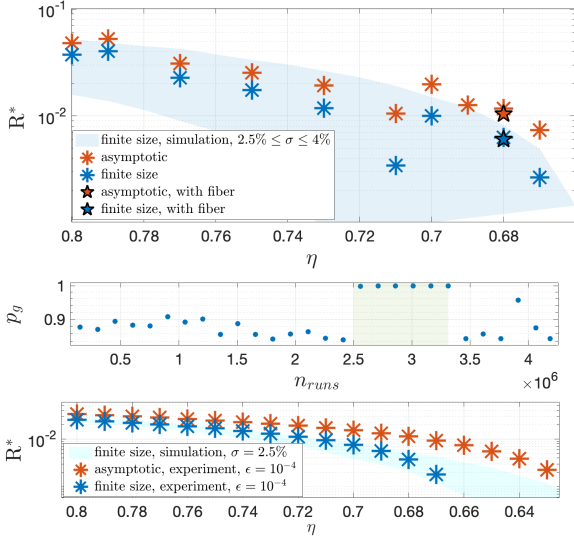 10^-1
R*
10^-2
finite size, simulation, 2.5% ≤ σ ≤ 4%
asymptotic
finite size
asymptotic, with fiber
finite size, with fiber
0.8 0.78 0.76 0.74 0.72 0.7 0.68
η
1
p_g
0.9
0.5 1 1.5 2 2.5 3 3.5 4
n_runs
×10^6
R*
10^-2
finite size, simulation, σ = 2.5%
asymptotic, experiment, ϵ = 10^-4
finite size, experiment, ϵ = 10^-4
0.8 0.78 0.76 0.74 0.72 0.7 0.68 0.66 0.64
η